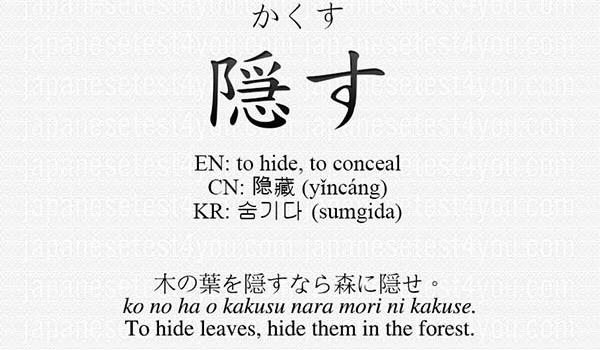 かくす
隠す
EN: to hide, to conceal
CN: 隐藏 (yǐncáng)
KR: 숨기다 (sumgida)
木の葉を隠すなら森に隠せ。
ko no ha o kakusu nara mori ni kakuse.
To hide leaves, hide them in the forest.
japanesetest4you.com